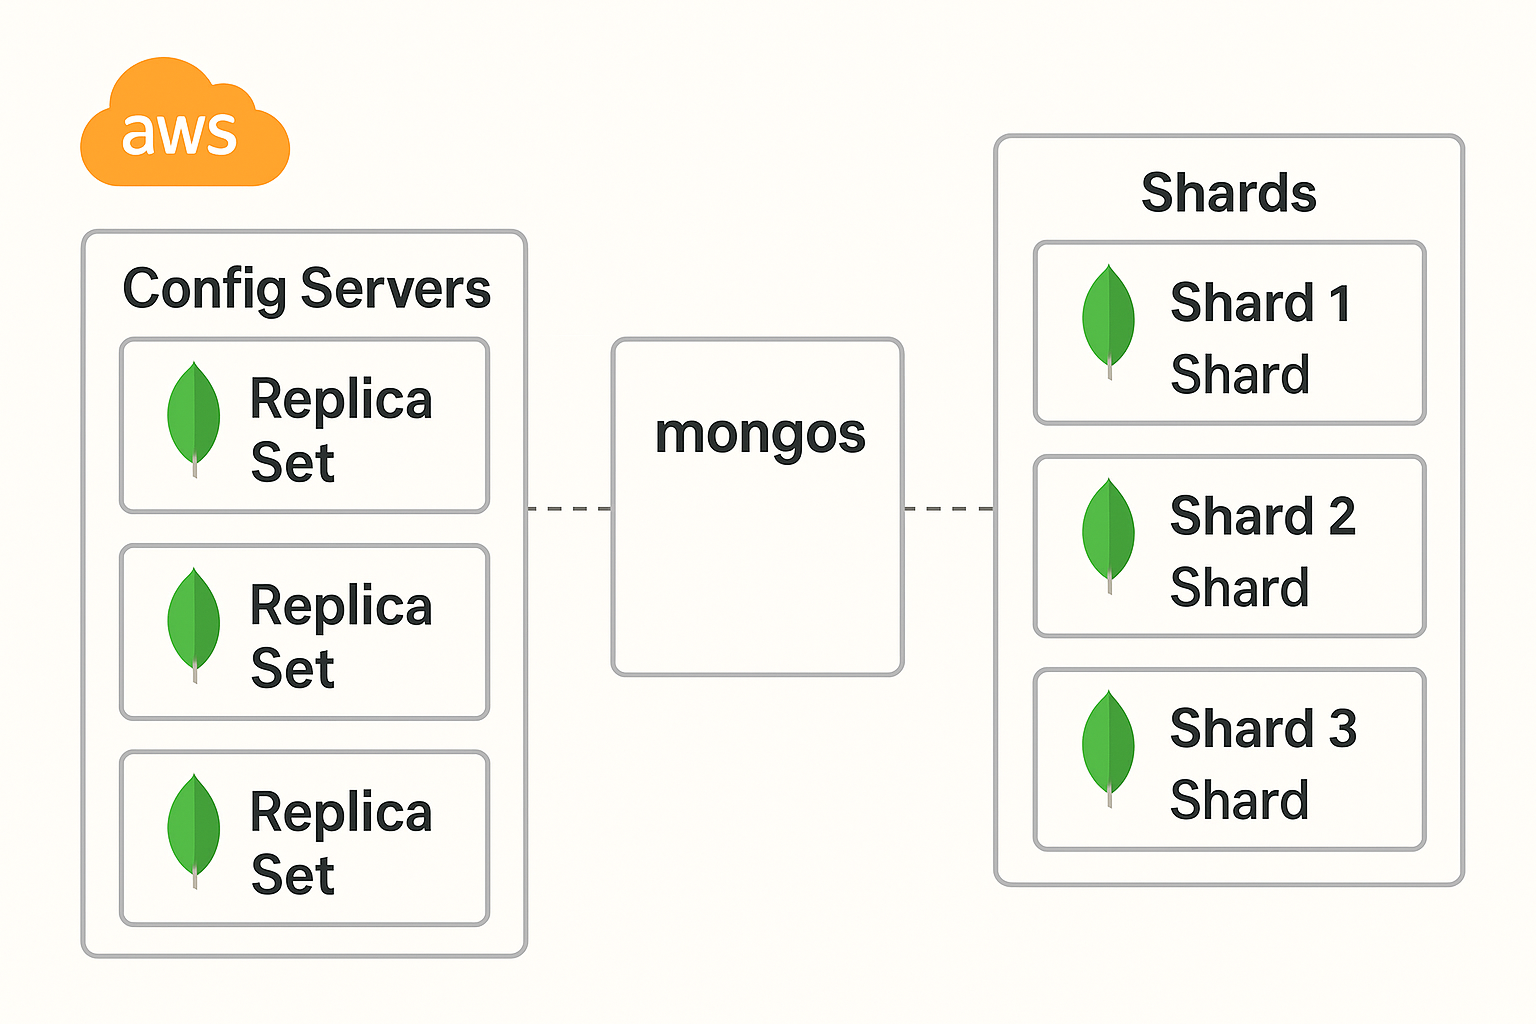 aws
Config Servers
Replica
Set
Replica
Set
Replica
Set
mongos
Shards
Shard 1
Shard
Shard 2
Shard
Shard 3
Shard